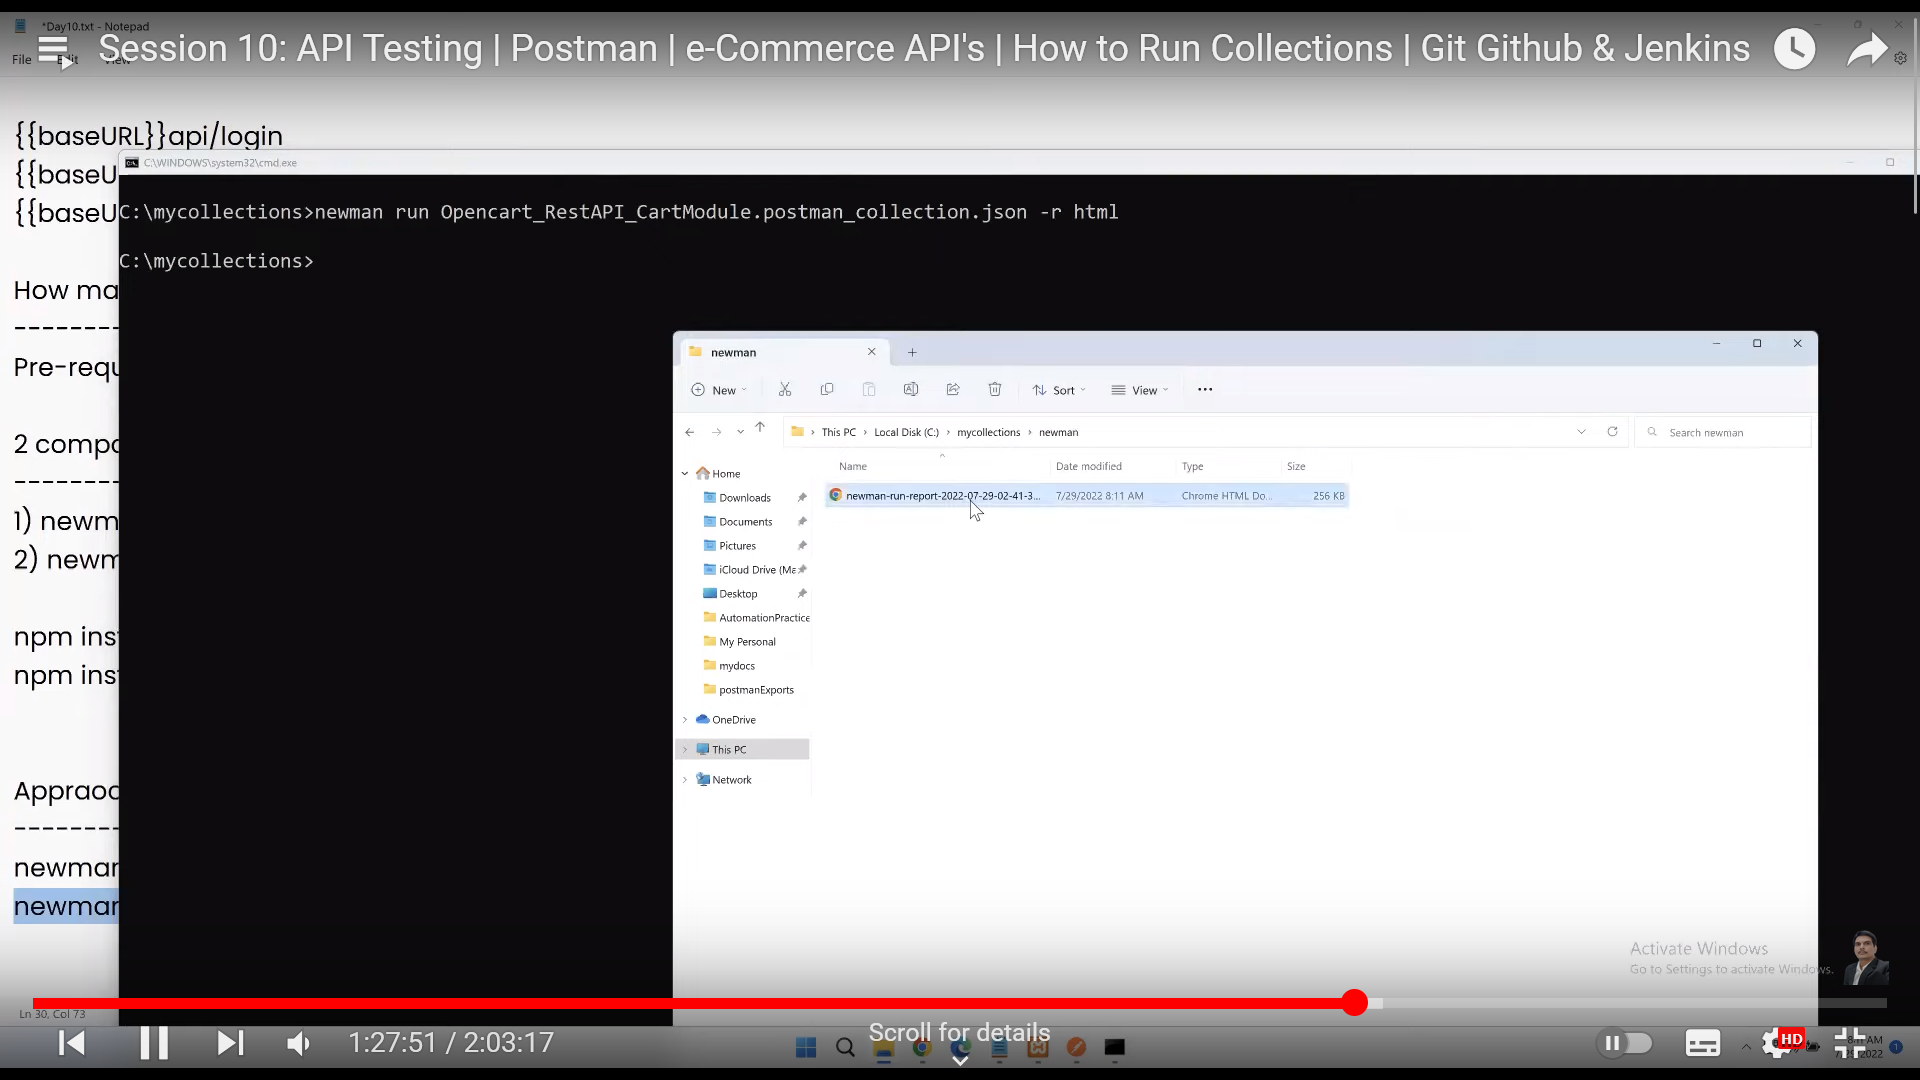 *Day10.txt - Notepad
Session 10: API Testing | Postman | e-Commerce API's | How to Run Collections | Git Github & Jenkins
File Edit View
{{baseURL}}api/login
C:\WINDOWS\system32\cmd.exe
{{baseU
{{baseU
C:\mycollections>newman run Opencart_RestAPI_CartModule.postman_collection.json -r html
C:\mycollections>
How ma
---------
Pre-requ
2 compo
---------
1) newm
2) newm
npm ins
npm ins
Appraoc
---------
newman
newman
newman
New
Sort
View
This PC > Local Disk (C:) > mycollections > newman
Search newman
Name Date modified Type Size
newman-run-report-2022-07-29-02-41-3... 7/29/2022 8:11 AM Chrome HTML Do... 256 KB
Home
Downloads
Documents
Pictures
iCloud Drive (Ma
Desktop
AutomationPractice
My Personal
mydocs
postmanExports
OneDrive
This PC
Network
Activate Windows
Go to Settings to activate Windows.
Ln 30, Col 73
1:27:51 / 2:03:17
Scroll for details
HD